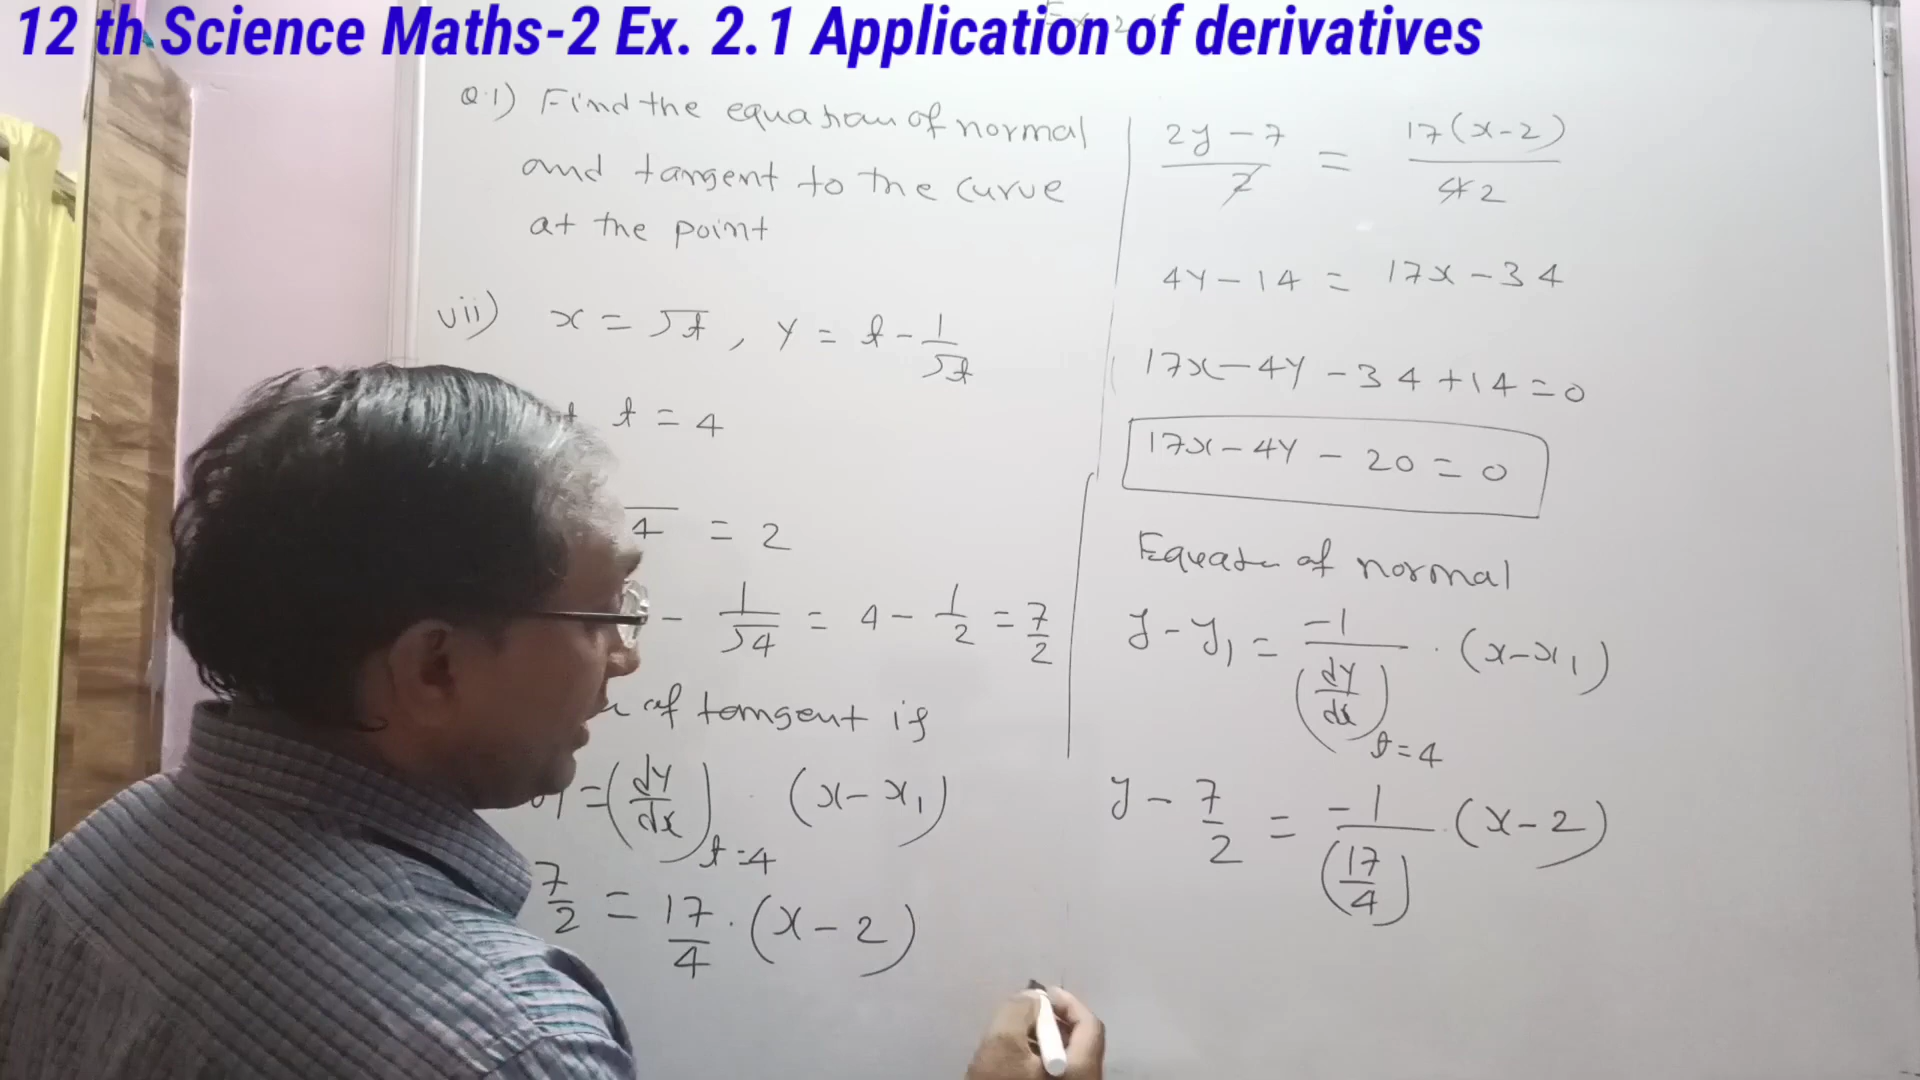 12 th Science Maths-2 Ex. 2.1 Application of derivatives
Q.1) Find the equation of normal
and tangent to the curve
at the point
vii) x = √t , y = t - 1/√t
t = 4
4 = 2
- 1/√4 = 4 - 1/2 = 7/2
of tangent is
= (dy/dx)t=4 . (x - x1)
7/2 = 17/4 . (x - 2)
2y - 7 / 2 = 17(x-2) / 4 2
4y - 14 = 17x - 34
17x - 4y - 34 + 14 = 0
17x - 4y - 20 = 0
of normal
y - y1 = -1/(dy/dx)t=4 . (x - x1)
y - 7/2 = -1/(17/4) . (x - 2)